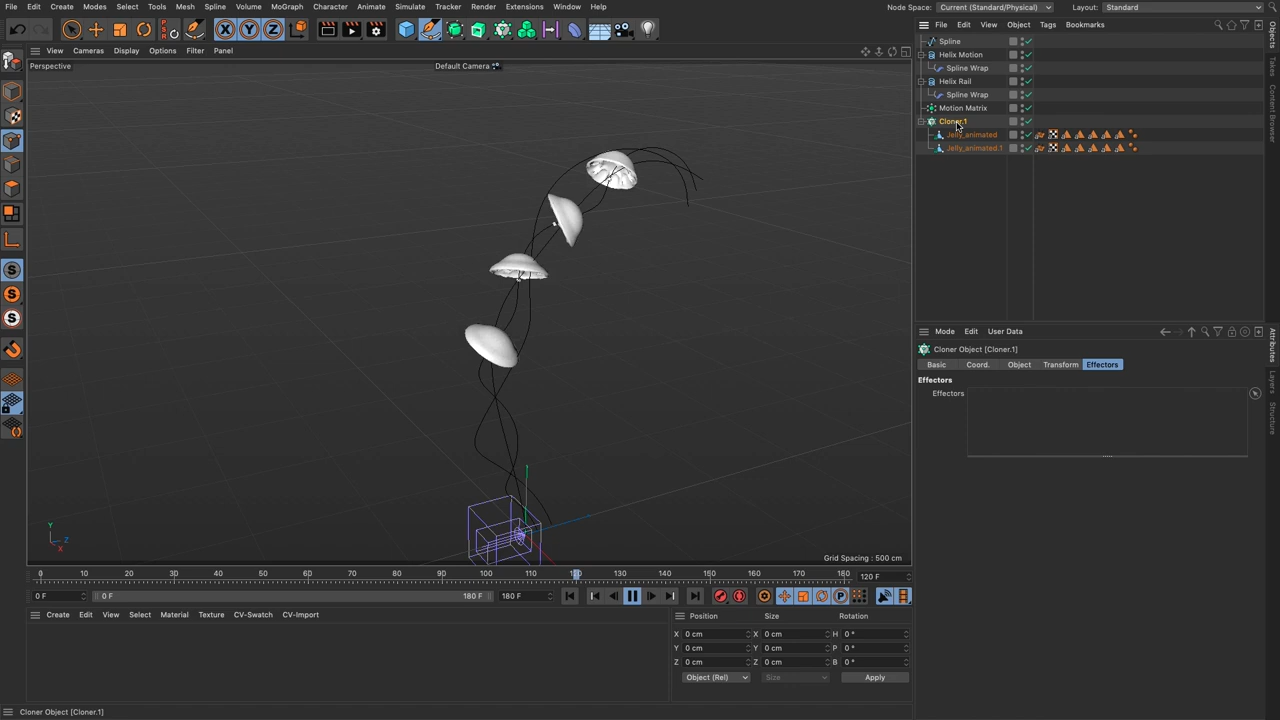 File Edit Create Modes Select Tools Mesh Spline Volume MoGraph Character Animate Simulate Tracker Render Extensions Window Help Node Space: Current (Standard/Physical) Layout: Standard
File Edit View Object Tags Bookmarks
View Cameras Display Options Filter Panel
Perspective
Default Camera
Spline
Helix Motion
Spline Wrap
Helix Rail
Spline Wrap
Motion Matrix
Cloner.1
Jelly_animated
Jelly_animated.1
Objects
Takes
Content Browser
Mode Edit User Data
Cloner Object [Cloner.1]
Basic Coord. Object Transform Effectors
Effectors
Effectors
Attributes
Layers
Structure
Y
Z
X
Grid Spacing : 500 cm
0 10 20 30 40 50 60 70 80 90 100 110 120 130 140 150 160 170 180 120 F
0 F 0 F 180 F 180 F
Create Edit View Select Material Texture CV-Swatch CV-Import
Position Size Rotation
X 0 cm X 0 cm H 0 °
Y 0 cm Y 0 cm P 0 °
Z 0 cm Z 0 cm B 0 °
Object (Rel) Size Apply
Cloner Object [Cloner.1]